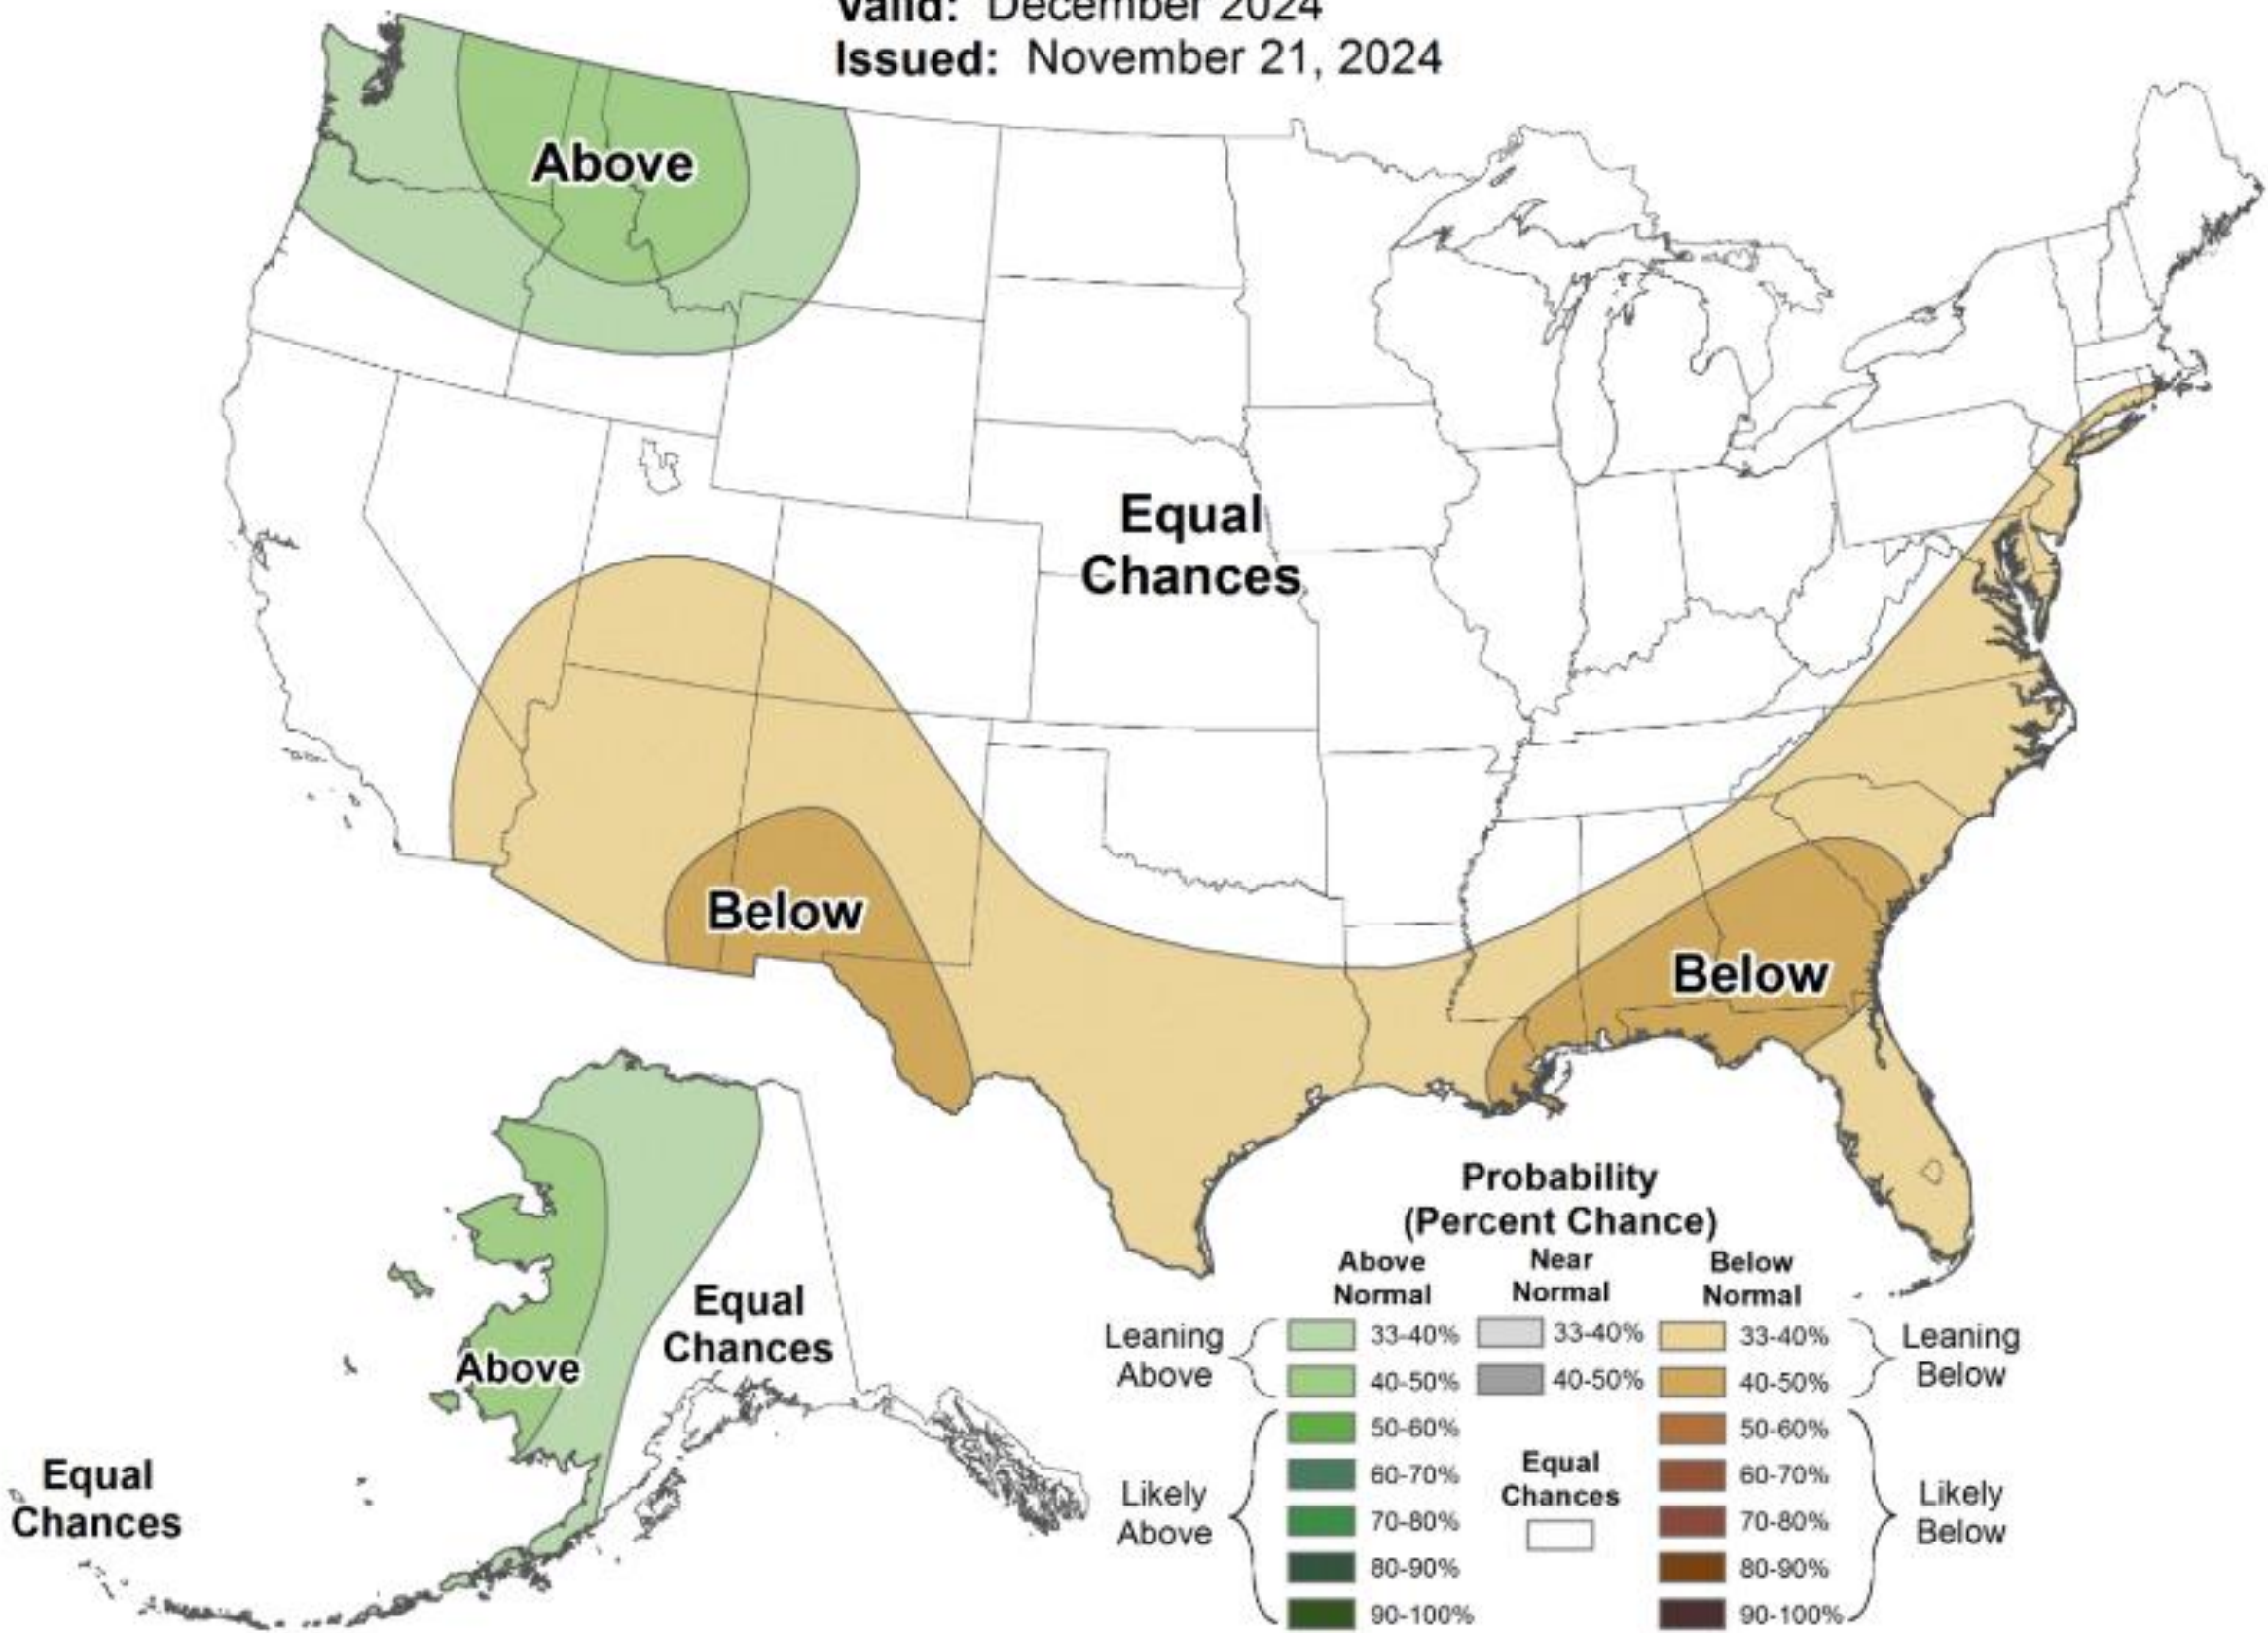 Valid: December 2024
Issued: November 21, 2024
Above
Equal
Chances
Below
Below
Above
Equal
Chances
Equal
Chances
Probability
(Percent Chance)
Above
Normal
Near
Normal
Below
Normal
Leaning
Above
33-40%
33-40%
33-40%
Leaning
Below
40-50%
40-50%
40-50%
50-60%
50-60%
60-70%
Equal
Chances
60-70%
Likely
Above
70-80%
70-80%
Likely
Below
80-90%
80-90%
90-100%
90-100%